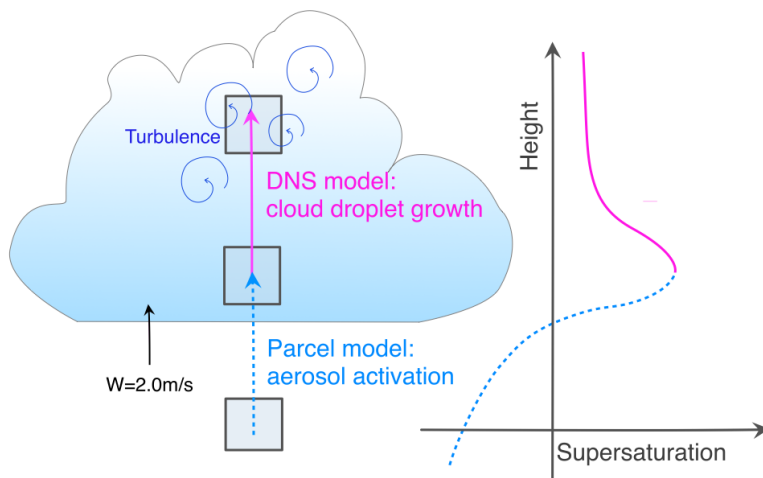 Turbulence
DNS model:
cloud droplet growth
Parcel model:
aerosol activation
W=2.0m/s
Height
Supersaturation